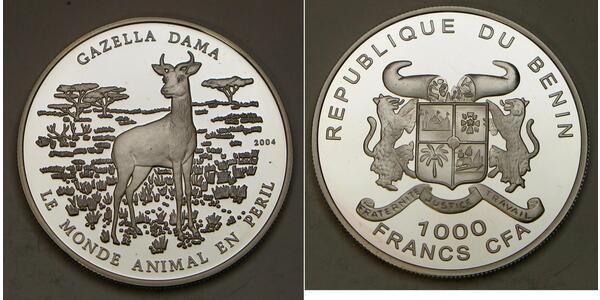 GAZELLA DAMA
2004
LE MONDE ANIMAL EN PERIL
REPUBLIQUE DU BENIN
FRATERNITE JUSTICE TRAVAIL
1000
FRANCS CFA